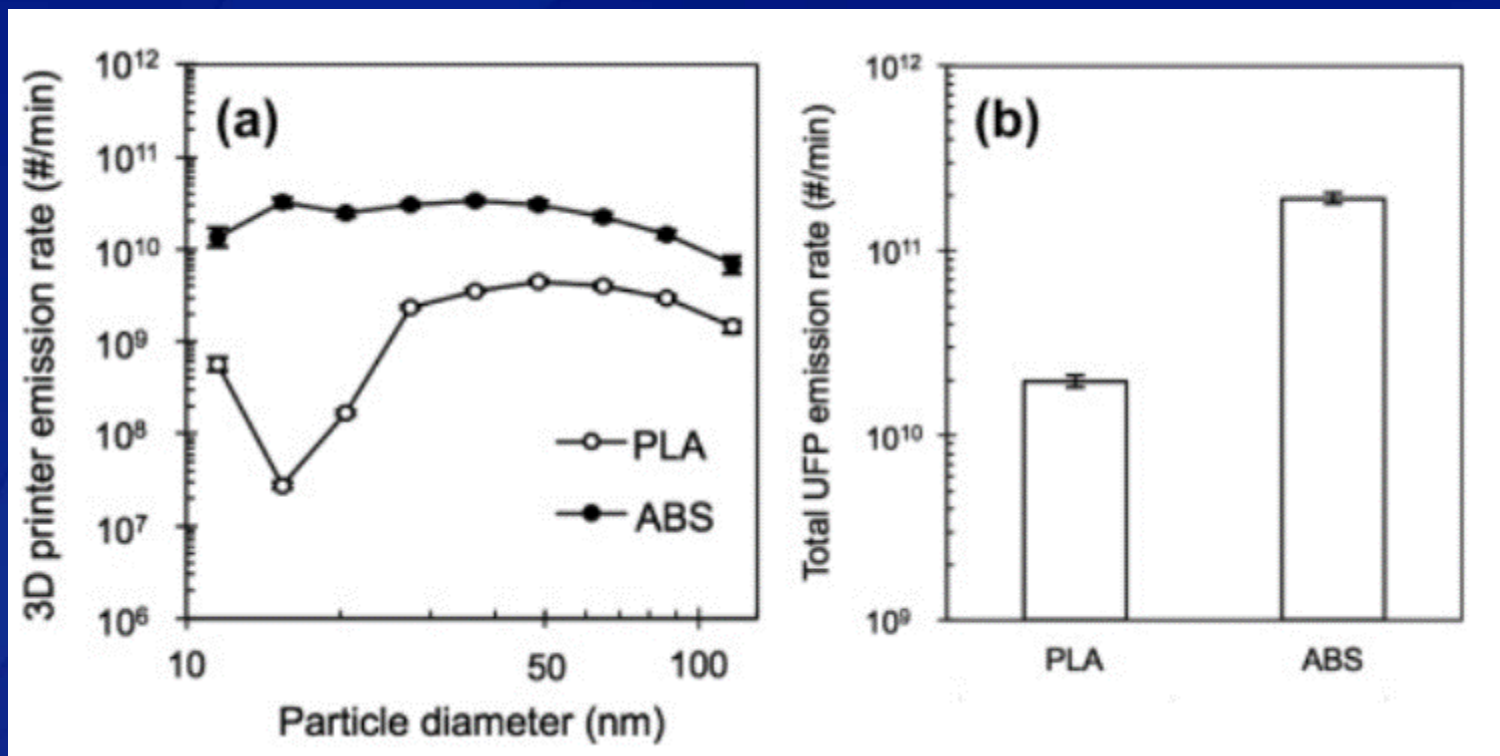 3D printer emission rate (#/min)
10¹²
10¹¹
10¹⁰
10⁹
10⁸
10⁷
10⁶
(a)
PLA
ABS
10 50 100
Particle diameter (nm)
Total UFP emission rate (#/min)
10¹²
10¹¹
10¹⁰
10⁹
(b)
PLA ABS